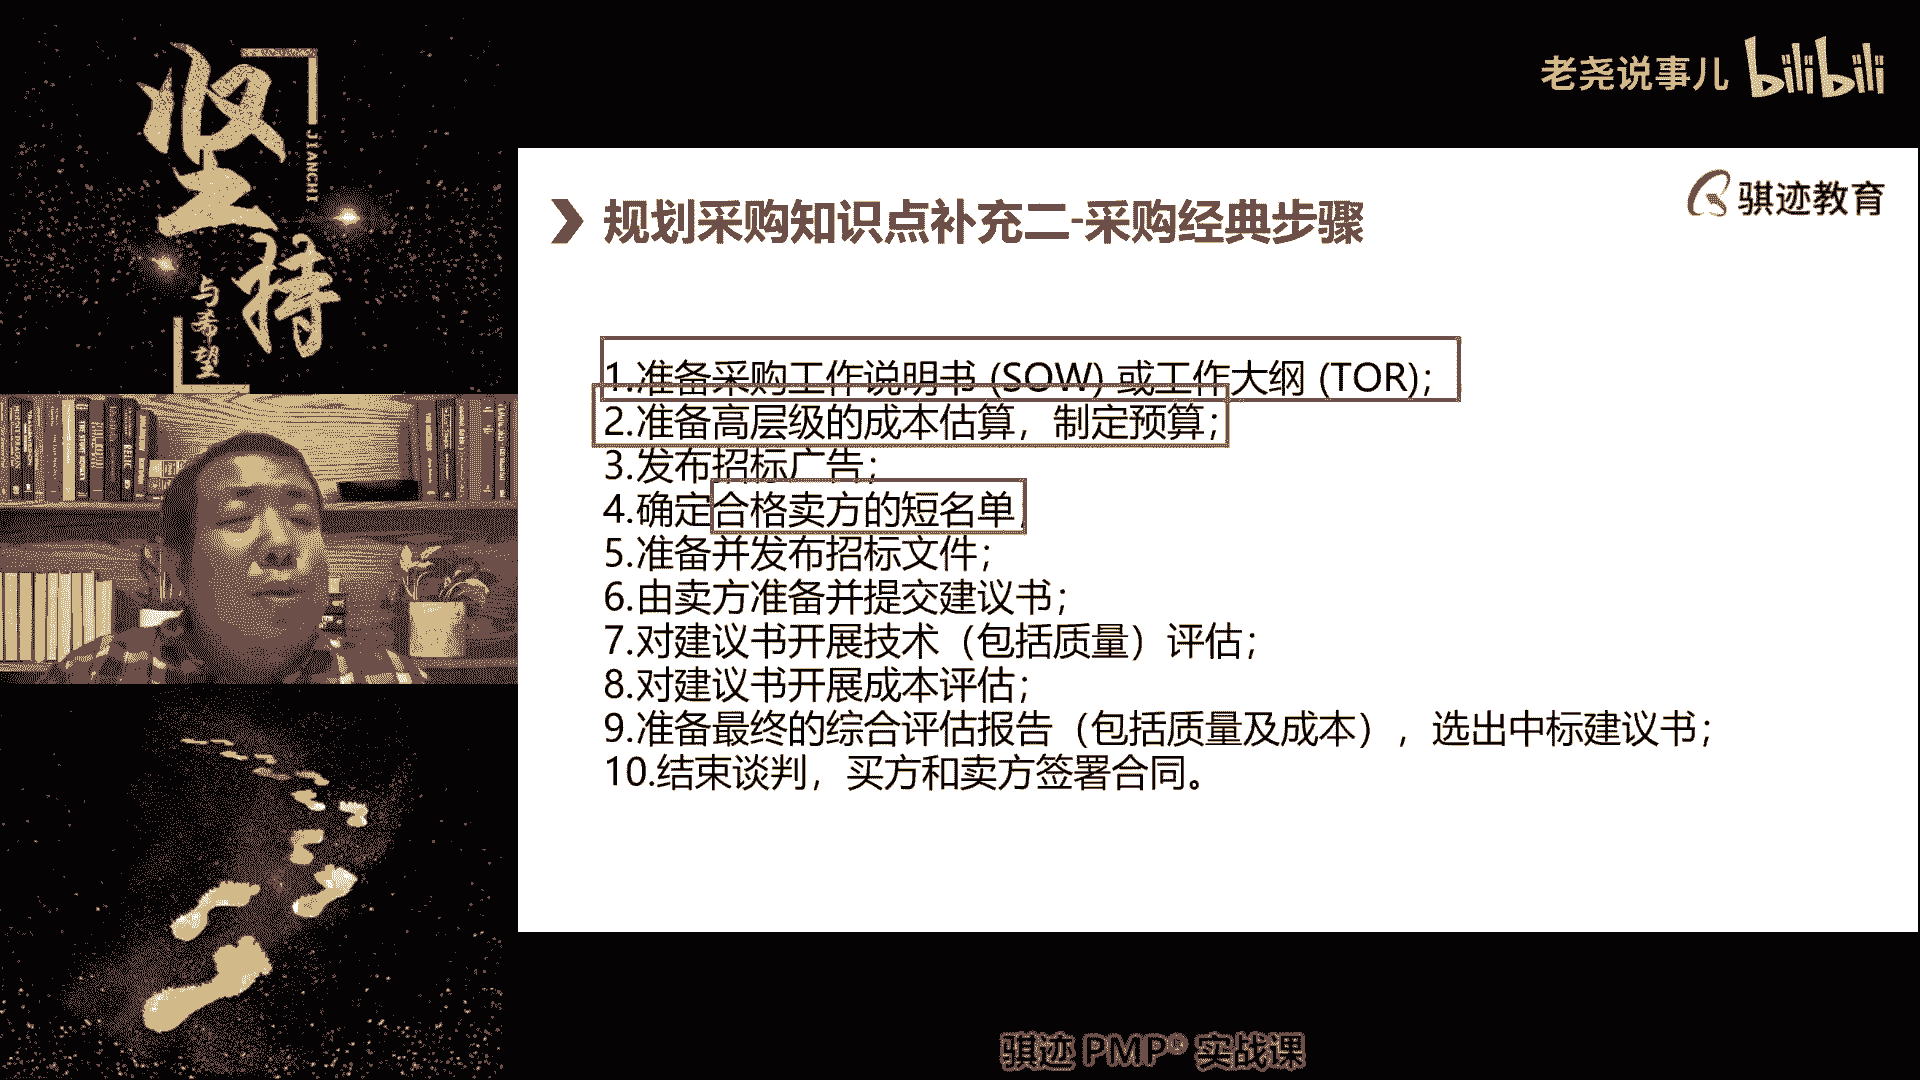 坚持
JIANCHI
与希望
老尧说事儿 bilibili
骐迹教育
规划采购知识点补充二-采购经典步骤
1.准备采购工作说明书 (SOW) 或工作大纲 (TOR)；
2.准备高层级的成本估算，制定预算；
3.发布招标广告；
4.确定合格卖方的短名单，
5.准备并发布招标文件；
6.由卖方准备并提交建议书；
7.对建议书开展技术（包括质量）评估；
8.对建议书开展成本评估；
9.准备最终的综合评估报告（包括质量及成本），选出中标建议书；
10.结束谈判，买方和卖方签署合同。
骐迹 PMP® 实战课